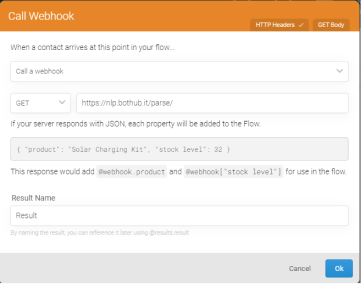 Call Webhook
HTTP Headers ✓ GET Body
When a contact arrives at this point in your flow...
Call a webhook
GET https://nlp.bothub.it/parse/
If your server responds with JSON, each property will be added to the Flow.
{ "product": "Solar Charging Kit", "stock level": 32 }
This response would add @webhook.product and @webhook["stock level"] for use in the flow.
Result Name
Result
By naming the result, you can reference it later using @results.result
Cancel Ok